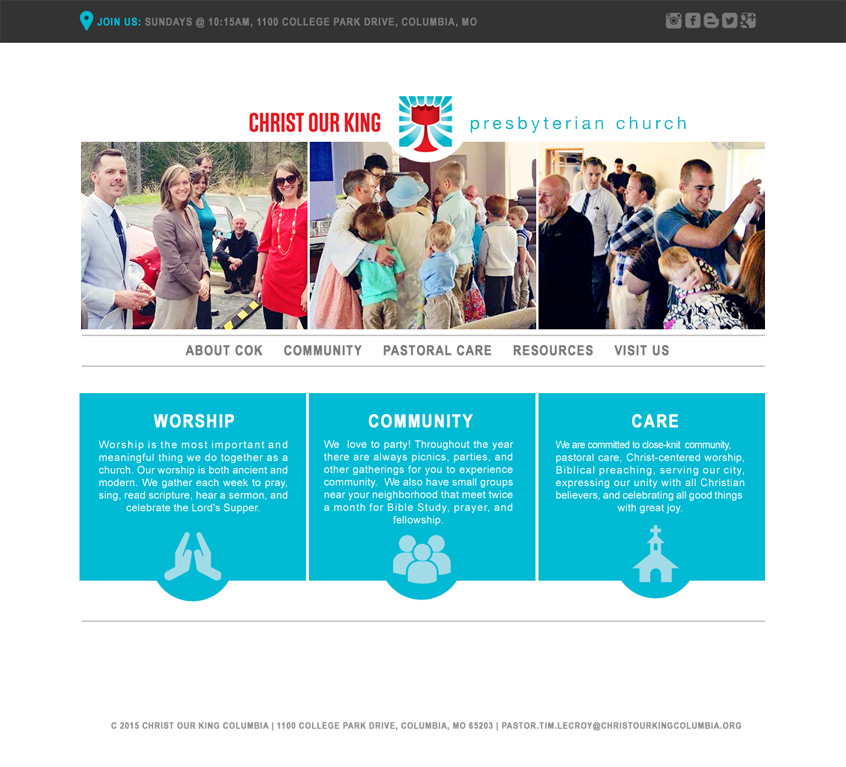 JOIN US: SUNDAYS @ 10:15AM, 1100 COLLEGE PARK DRIVE, COLUMBIA, MO
CHRIST OUR KING presbyterian church
ABOUT COK COMMUNITY PASTORAL CARE RESOURCES VISIT US
WORSHIP
Worship is the most important and
meaningful thing we do together as a
church. Our worship is both ancient and
modern. We gather each week to pray,
sing, read scripture, hear a sermon, and
celebrate the Lord's Supper.
COMMUNITY
We love to party! Throughout the year
there are always picnics, parties, and
other gatherings for you to experience
community. We also have small groups
near your neighborhood that meet twice
a month for Bible Study, prayer, and
fellowship.
CARE
We are committed to close-knit community,
pastoral care, Christ-centered worship,
Biblical preaching, serving our city,
expressing our unity with all Christian
believers, and celebrating all good things
with great joy.
C 2015 CHRIST OUR KING COLUMBIA | 1100 COLLEGE PARK DRIVE, COLUMBIA, MO 65203 | PASTOR.TIM.LECROY@CHRISTOURKINGCOLUMBIA.ORG